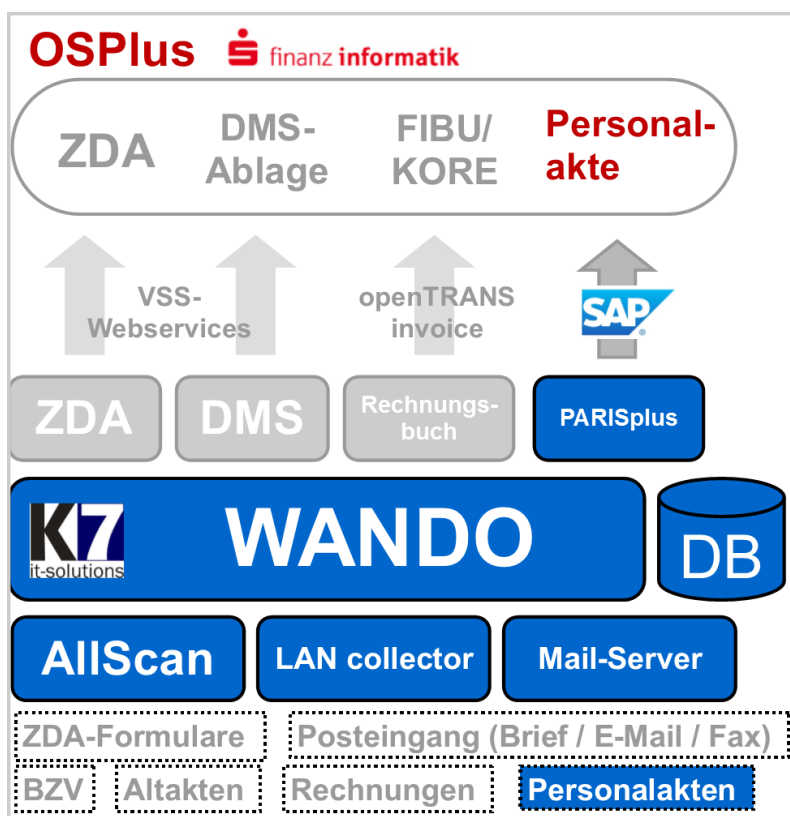 OSPlus finanz informatik
ZDA DMS-Ablage FIBU/KORE Personal-akte
VSS-Webservices openTRANS invoice SAP
ZDA DMS Rechnungs-buch PARISplus
K7 it-solutions WANDO DB
AllScan LAN collector Mail-Server
ZDA-Formulare Posteingang (Brief / E-Mail / Fax)
BZV Altakten Rechnungen Personalakten